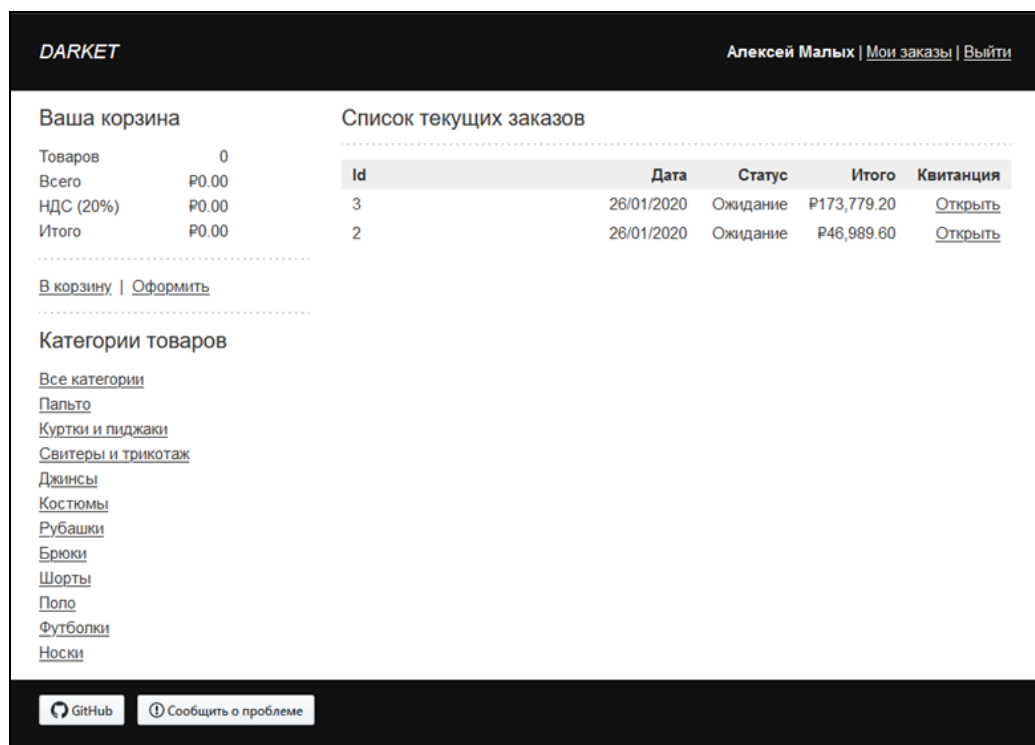 DARKET
Алексей Малых | Мои заказы | Выйти
Ваша корзина
Товаров 0
Всего ₽0.00
НДС (20%) ₽0.00
Итого ₽0.00
В корзину | Оформить
Категории товаров
Все категории
Пальто
Куртки и пиджаки
Свитеры и трикотаж
Джинсы
Костюмы
Рубашки
Брюки
Шорты
Поло
Футболки
Носки
Список текущих заказов
Id Дата Статус Итого Квитанция
3 26/01/2020 Ожидание ₽173,779.20 Открыть
2 26/01/2020 Ожидание ₽46,989.60 Открыть
GitHub
Сообщить о проблеме